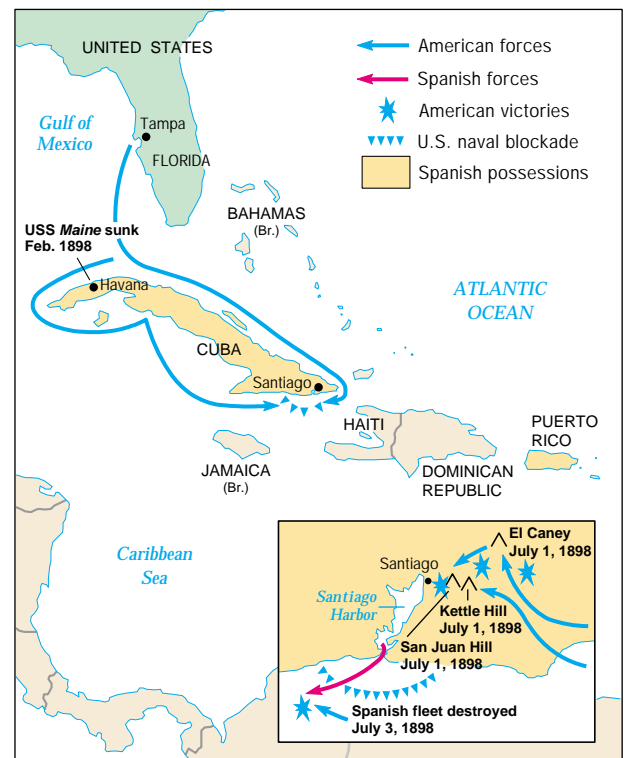 UNITED STATES
Gulf of
Mexico
Tampa
FLORIDA
American forces
Spanish forces
American victories
U.S. naval blockade
Spanish possessions
BAHAMAS
(Br.)
USS Maine sunk
Feb. 1898
Havana
ATLANTIC
OCEAN
CUBA
Santiago
HAITI
PUERTO
RICO
JAMAICA
(Br.)
DOMINICAN
REPUBLIC
Caribbean
Sea
El Caney
July 1, 1898
Santiago
Santiago
Harbor
Kettle Hill
July 1, 1898
San Juan Hill
July 1, 1898
Spanish fleet destroyed
July 3, 1898